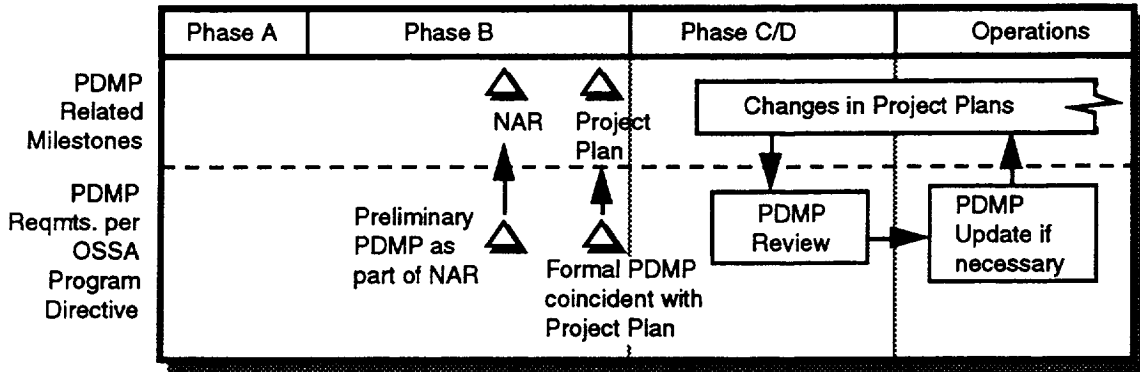 Phase A
Phase B
Phase C/D
Operations
PDMP
Related
Milestones
NAR
Project
Plan
Changes in Project Plans
PDMP
Reqmts. per
OSSA
Program
Directive
Preliminary
PDMP as
part of NAR
Formal PDMP
coincident with
Project Plan
PDMP
Review
PDMP
Update if
necessary